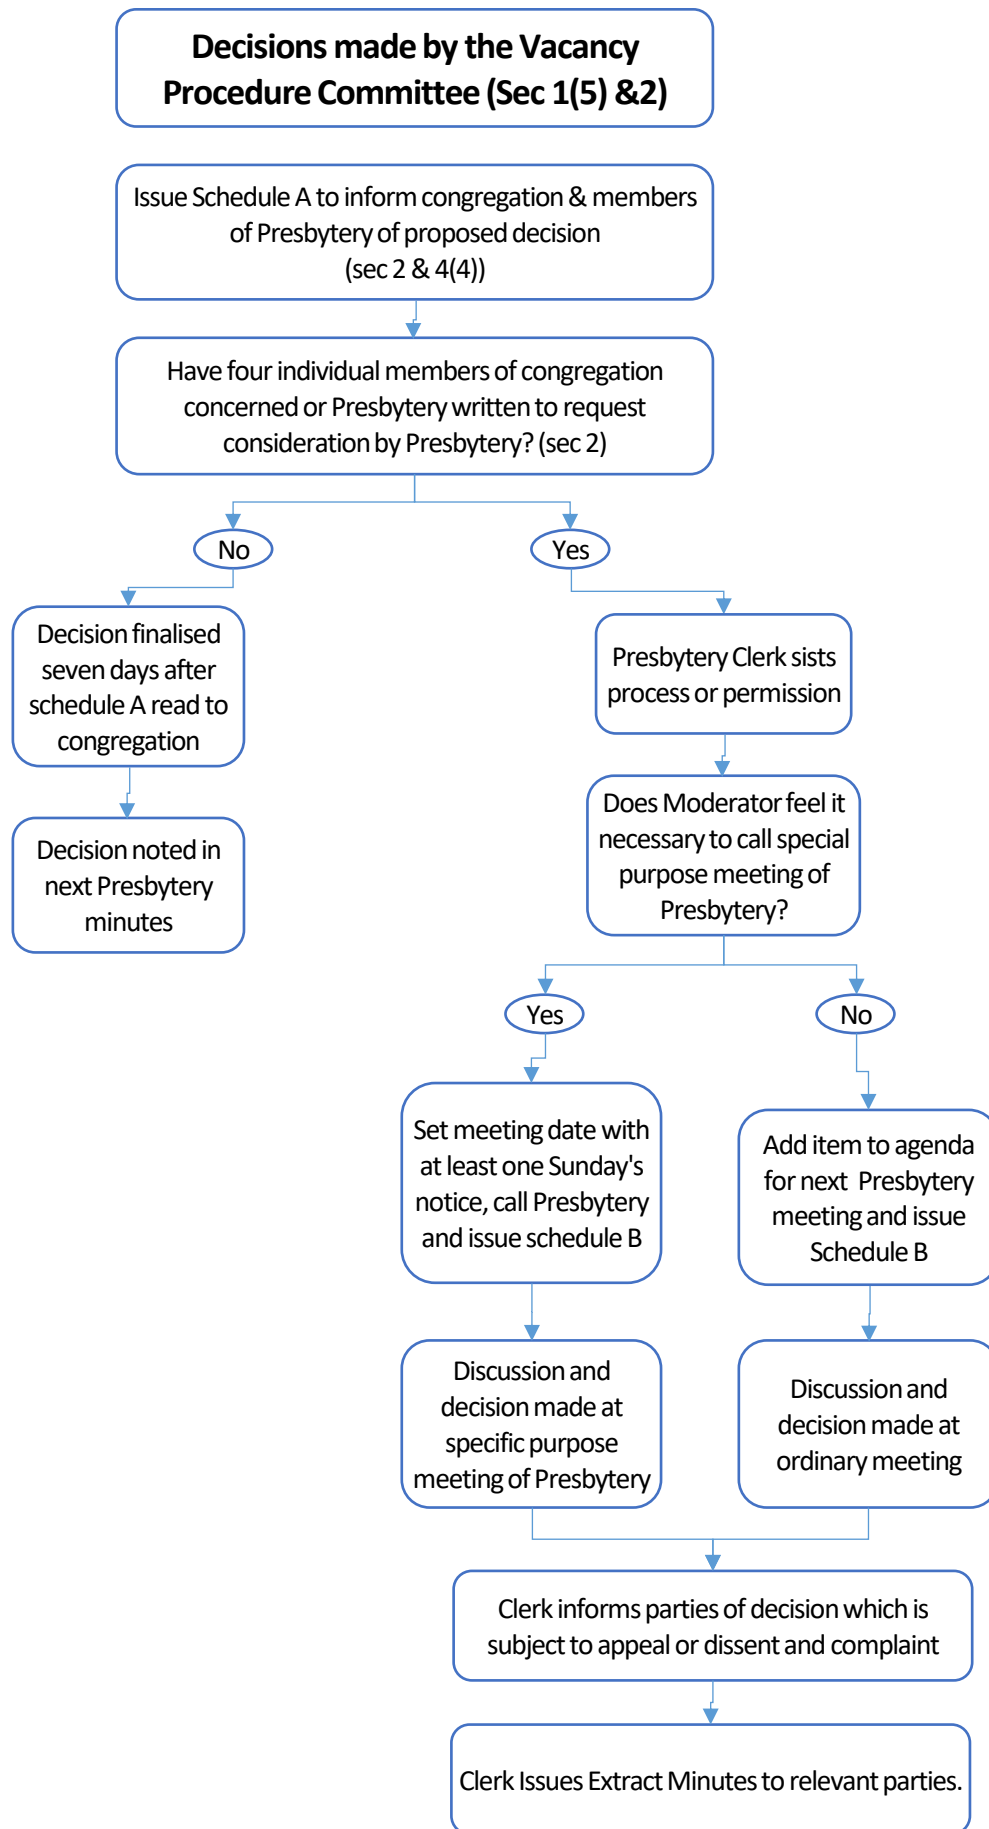 Decisions made by the Vacancy
Procedure Committee (Sec 1(5) &2)
Issue Schedule A to inform congregation & members
of Presbytery of proposed decision
(sec 2 & 4(4))
Have four individual members of congregation
concerned or Presbytery written to request
consideration by Presbytery? (sec 2)
No
Yes
Decision finalised
seven days after
schedule A read to
congregation
Presbytery Clerk sists
process or permission
Decision noted in
next Presbytery
minutes
Does Moderator feel it
necessary to call special
purpose meeting of
Presbytery?
Yes
No
Set meeting date with
at least one Sunday's
notice, call Presbytery
and issue schedule B
Add item to agenda
for next Presbytery
meeting and issue
Schedule B
Discussion and
decision made at
specific purpose
meeting of Presbytery
Discussion and
decision made at
ordinary meeting
Clerk informs parties of decision which is
subject to appeal or dissent and complaint
Clerk Issues Extract Minutes to relevant parties.